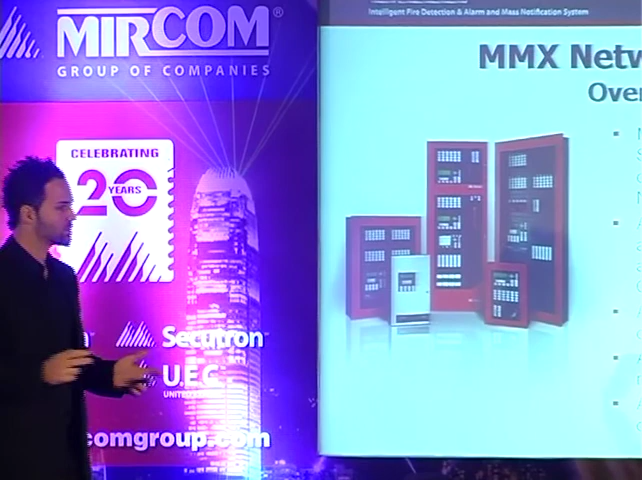 MIRCOM®
GROUP OF COMPANIES
CELEBRATING
20
YEARS
Secutron™
U.E.C.
comgroup.com
Intelligent Fire Detection & Alarm and Mass Notification System
MMX Netw
Over